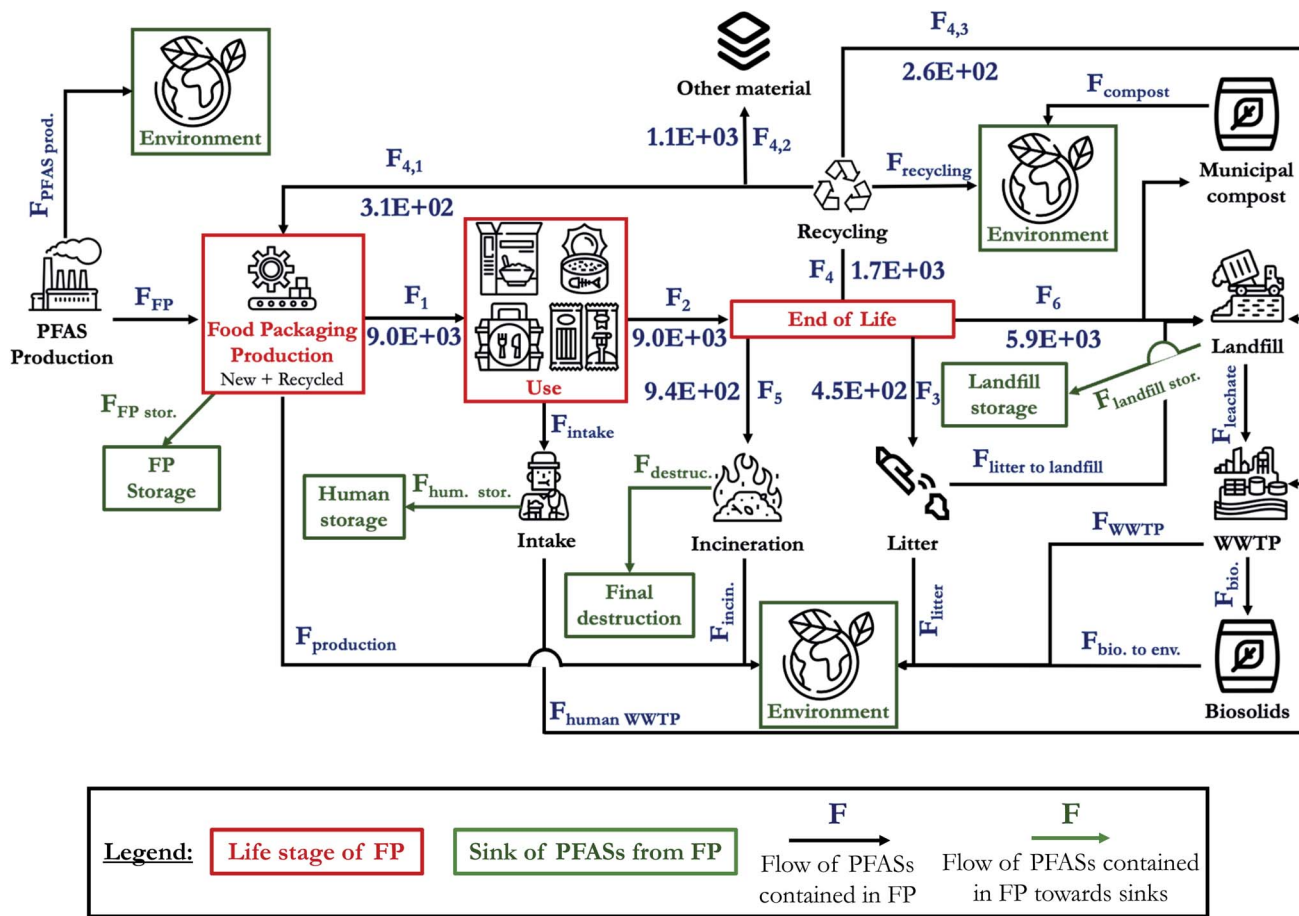 F4,3
2.6E+02
Other material
Fcompost
Environment
FPFAS prod.
1.1E+03
F4,2
F4,1
3.1E+02
Frecycling
Municipal
compost
Environment
Recycling
PFAS
Production
FFP
Food Packaging
Production
New + Recycled
F1
9.0E+03
Use
F2
9.0E+03
F4
1.7E+03
End of Life
F6
5.9E+03
Landfill
FFP stor.
FP
Storage
Fintake
9.4E+02
F5
4.5E+02
F3
Landfill
storage
Flandfill stor.
Fleachate
Human
storage
Fhum. stor.
Intake
Fdestruc.
Incineration
Flitter to landfill
Litter
FWWTP
WWTP
Final
destruction
Fincin.
Flitter
Fbio.
Fproduction
Environment
Fbio. to env.
Biosolids
Fhuman WWTP
Legend:
Life stage of FP
Sink of PFASs from FP
F
Flow of PFASs
contained in FP
F
Flow of PFASs contained
in FP towards sinks